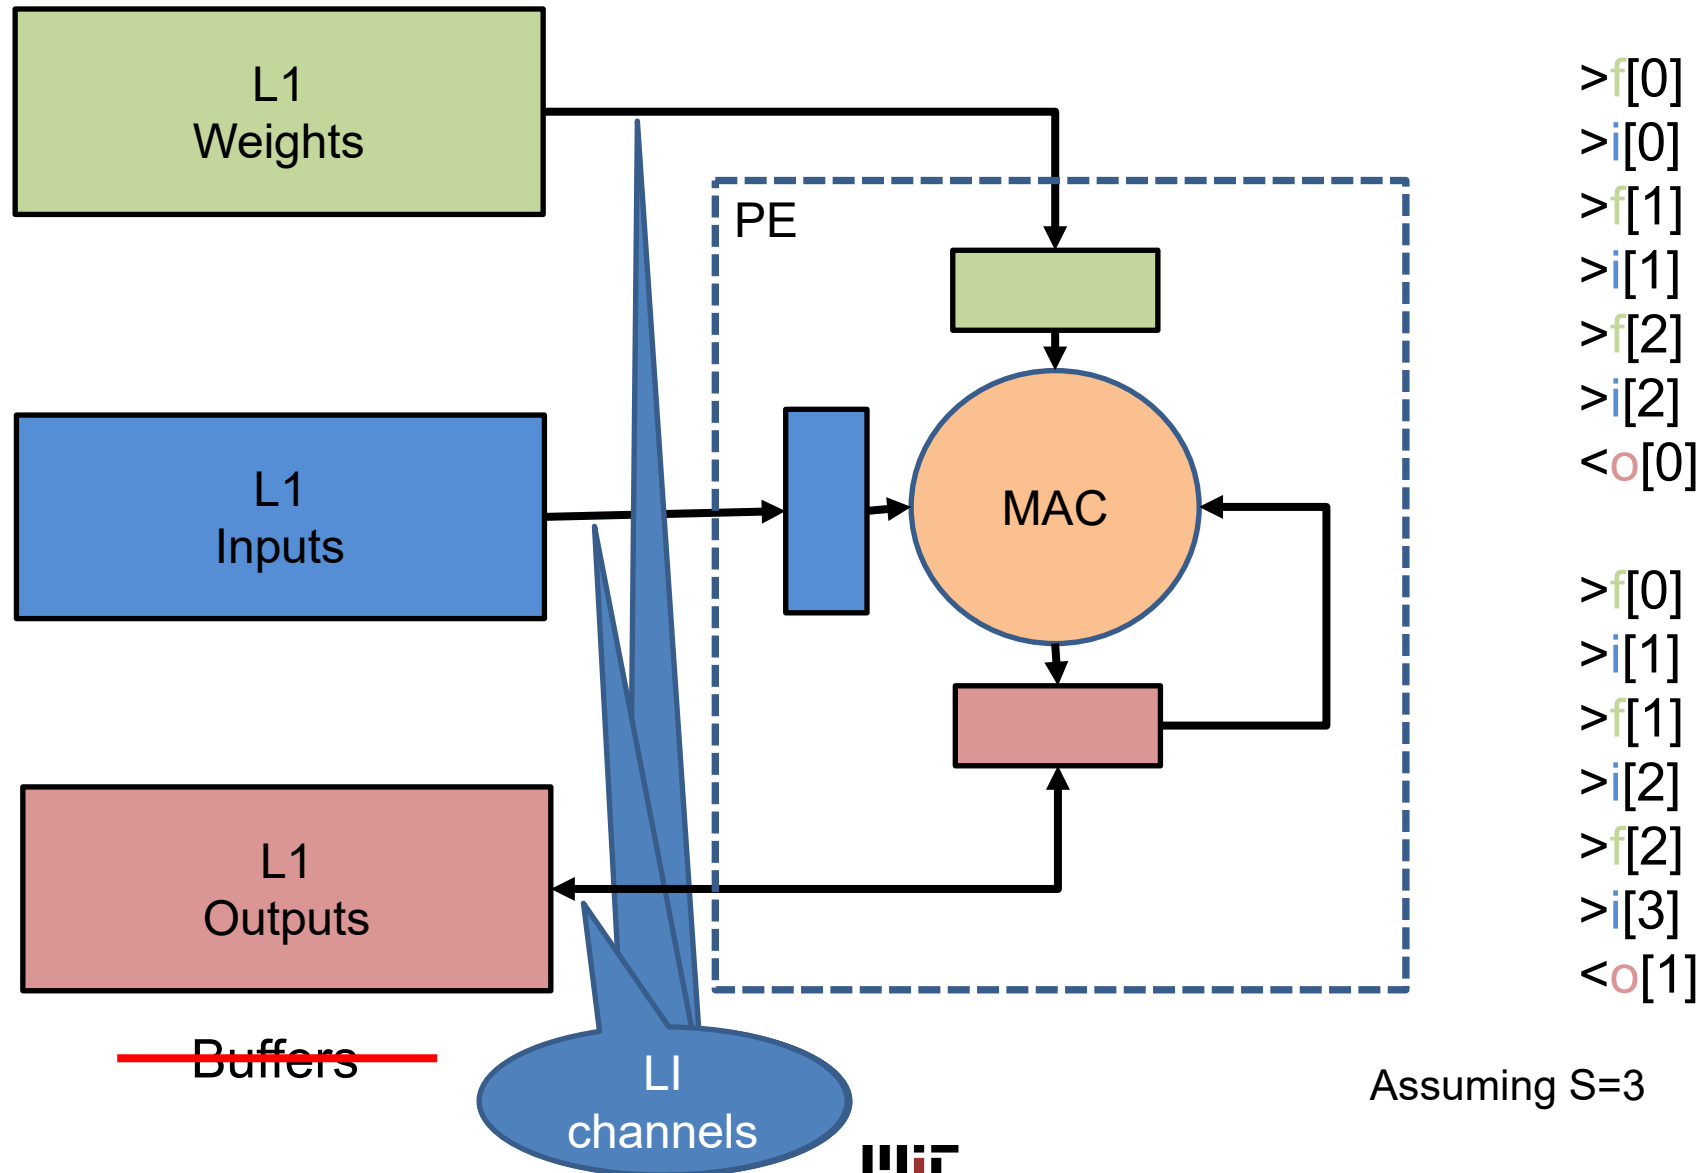 L1
Weights
PE
L1
Inputs
MAC
L1
Outputs
Buffers
LI
channels
>f[0]
>i[0]
>f[1]
>i[1]
>f[2]
>i[2]
<o[0]
>f[0]
>i[1]
>f[1]
>i[2]
>f[2]
>i[3]
<o[1]
Assuming S=3